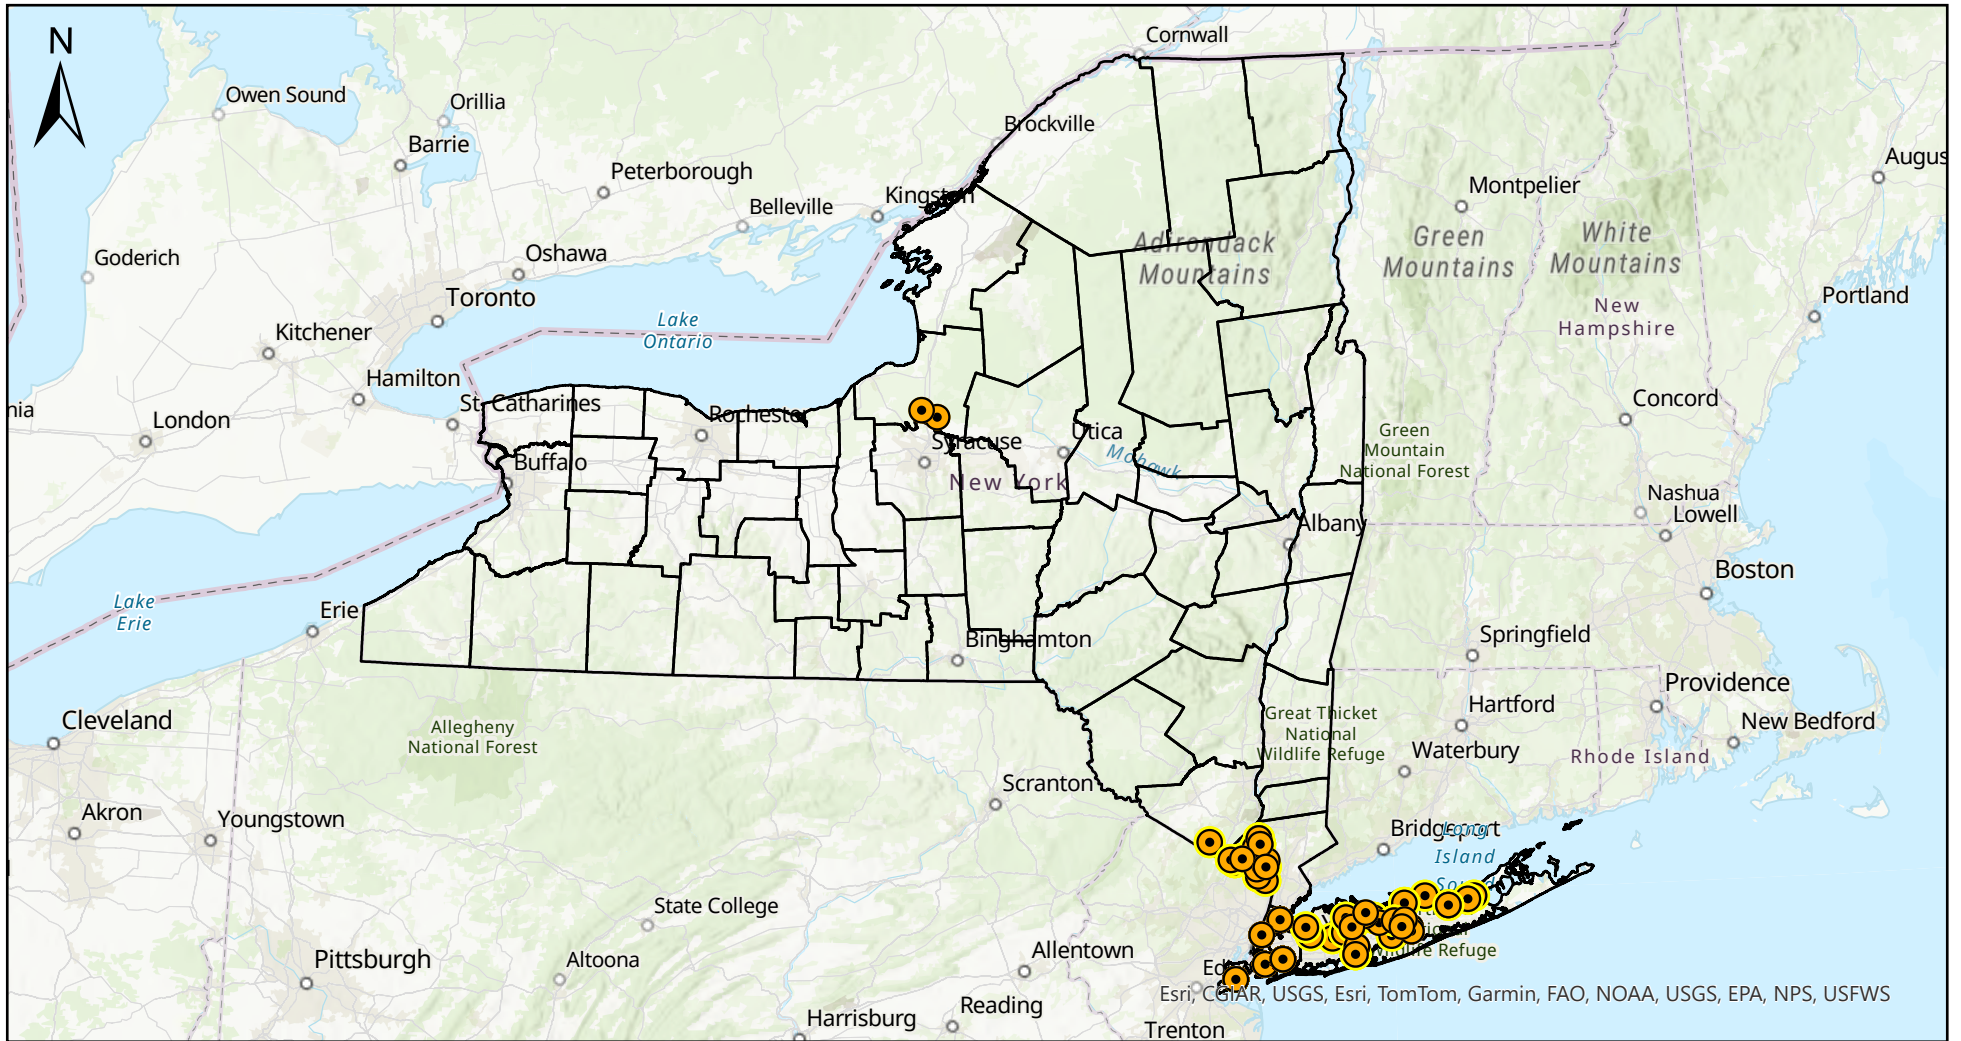 N
Cornwall
Owen Sound
Orillia
Brockville
Barrie
Augus
Peterborough
Montpelier
Kingston
Belleville
White
Mountains
Green
Mountains
Adirondack
Mountains
Goderich
Oshawa
Toronto
Portland
New
Hampshire
Lake
Ontario
Kitchener
Hamilton
Concord
nia
London
St. Catharines
Rochester
Syracuse
Utica
Mohawk
Green
Mountain
National Forest
Buffalo
New York
Nashua
Lowell
Albany
Boston
Lake
Erie
Erie
Binghamton
Springfield
Providence
Cleveland
Allegheny
National Forest
Great Thicket
National
Wildlife Refuge
Hartford
New Bedford
Waterbury
Rhode Island
Scranton
Akron
Youngstown
Bridgeport
Long
Island
Sound
State College
Refuge
Pittsburgh
Altoona
Allentown
Esri, CGIAR, USGS, Esri, TomTom, Garmin, FAO, NOAA, USGS, EPA, NPS, USFWS
Reading
Harrisburg
Trenton